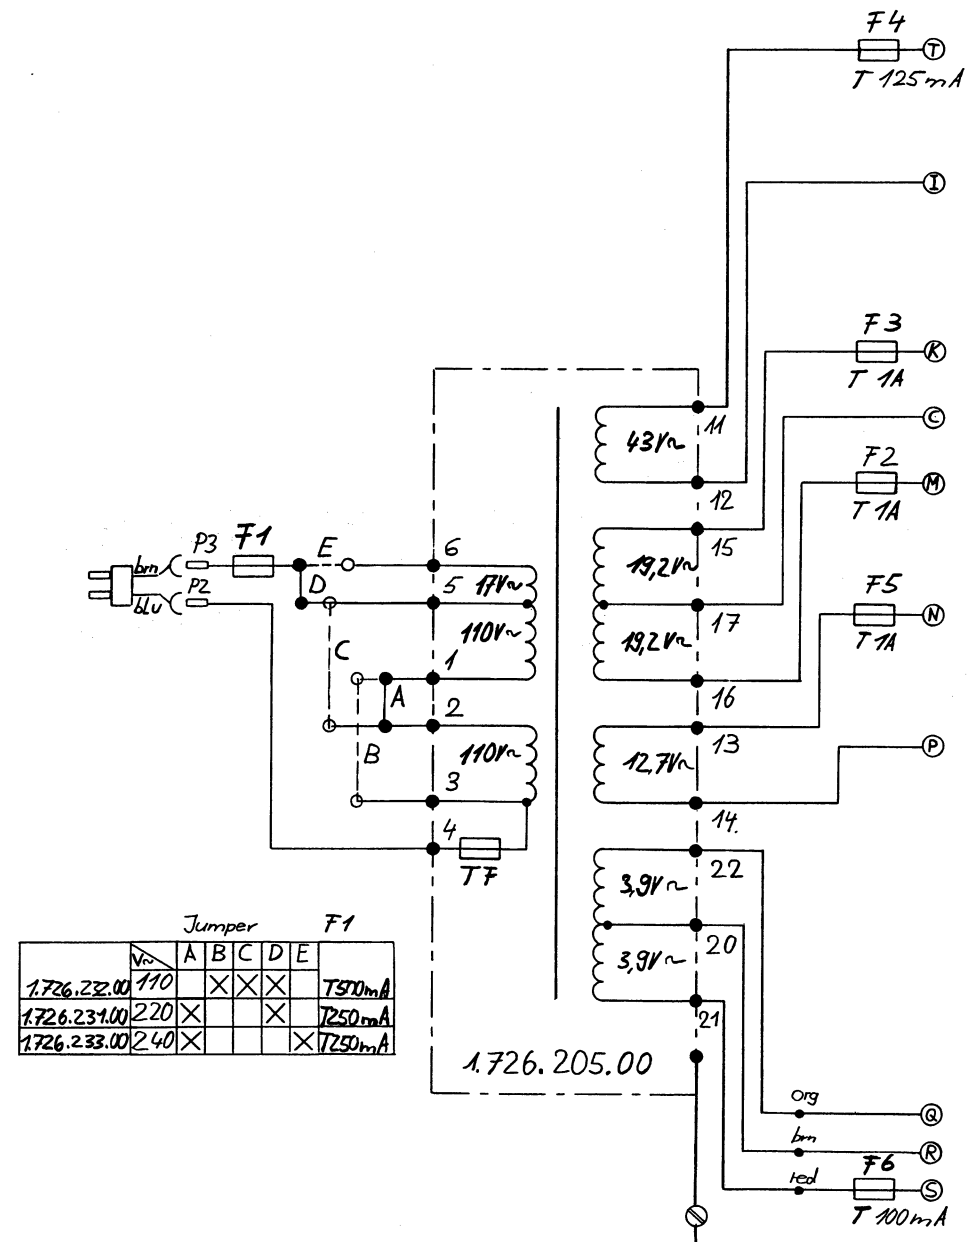 F4
T
T 125mA
I
F3
K
T 1A
C
11
43V~
F2
M
12
T 1A
P3 F1 E 6
15
brn
19,2V~
5 17V~
F5
D
P2
blu
17
N
110V~
19,2V~
T 1A
C
1
A
16
2
13
P
B
110V~
12,7V~
3
14.
4
TF
22
3,9V~
20
3,9V~
21
Jumper F1
V~ A B C D E
1.726.232.00 110 X X X T500mA
1.726.231.00 220 X X T250mA
1.726.233.00 240 X X T250mA
1.726.205.00
org
Q
brn
R
red
F6
S
T 100mA